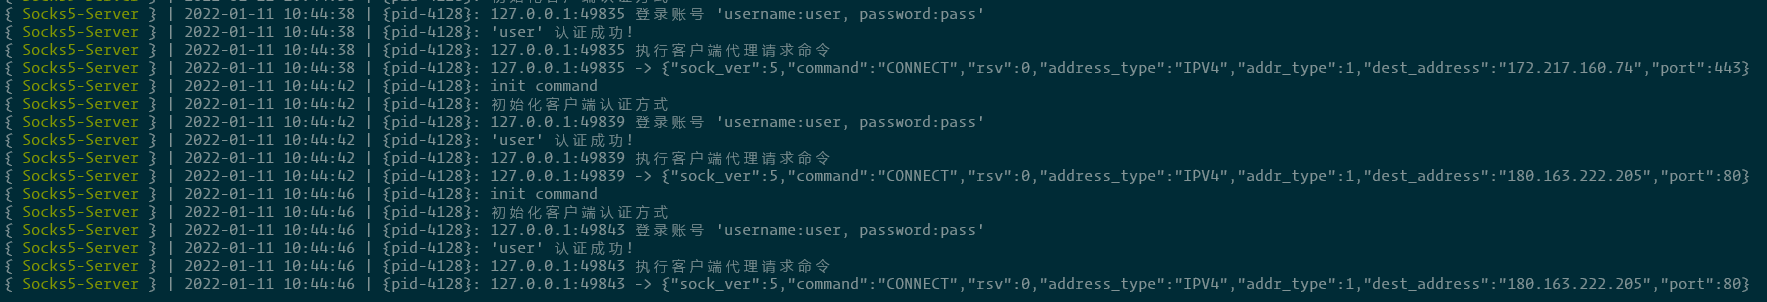 { Socks5-Server } | 2022-01-11 10:44:38 | {pid-4128}: 127.0.0.1:49835 登录账号 'username:user, password:pass'
{ Socks5-Server } | 2022-01-11 10:44:38 | {pid-4128}: 'user' 认证成功!
{ Socks5-Server } | 2022-01-11 10:44:38 | {pid-4128}: 127.0.0.1:49835 执行客户端代理请求命令
{ Socks5-Server } | 2022-01-11 10:44:38 | {pid-4128}: 127.0.0.1:49835 -> {"sock_ver":5,"command":"CONNECT","rsv":0,"address_type":"IPV4","addr_type":1,"dest_address":"172.217.160.74","port":443}
{ Socks5-Server } | 2022-01-11 10:44:42 | {pid-4128}: init command
{ Socks5-Server } | 2022-01-11 10:44:42 | {pid-4128}: 初始化客户端认证方式
{ Socks5-Server } | 2022-01-11 10:44:42 | {pid-4128}: 127.0.0.1:49839 登录账号 'username:user, password:pass'
{ Socks5-Server } | 2022-01-11 10:44:42 | {pid-4128}: 'user' 认证成功!
{ Socks5-Server } | 2022-01-11 10:44:42 | {pid-4128}: 127.0.0.1:49839 执行客户端代理请求命令
{ Socks5-Server } | 2022-01-11 10:44:42 | {pid-4128}: 127.0.0.1:49839 -> {"sock_ver":5,"command":"CONNECT","rsv":0,"address_type":"IPV4","addr_type":1,"dest_address":"180.163.222.205","port":80}
{ Socks5-Server } | 2022-01-11 10:44:46 | {pid-4128}: init command
{ Socks5-Server } | 2022-01-11 10:44:46 | {pid-4128}: 初始化客户端认证方式
{ Socks5-Server } | 2022-01-11 10:44:46 | {pid-4128}: 127.0.0.1:49843 登录账号 'username:user, password:pass'
{ Socks5-Server } | 2022-01-11 10:44:46 | {pid-4128}: 'user' 认证成功!
{ Socks5-Server } | 2022-01-11 10:44:46 | {pid-4128}: 127.0.0.1:49843 执行客户端代理请求命令
{ Socks5-Server } | 2022-01-11 10:44:46 | {pid-4128}: 127.0.0.1:49843 -> {"sock_ver":5,"command":"CONNECT","rsv":0,"address_type":"IPV4","addr_type":1,"dest_address":"180.163.222.205","port":80}